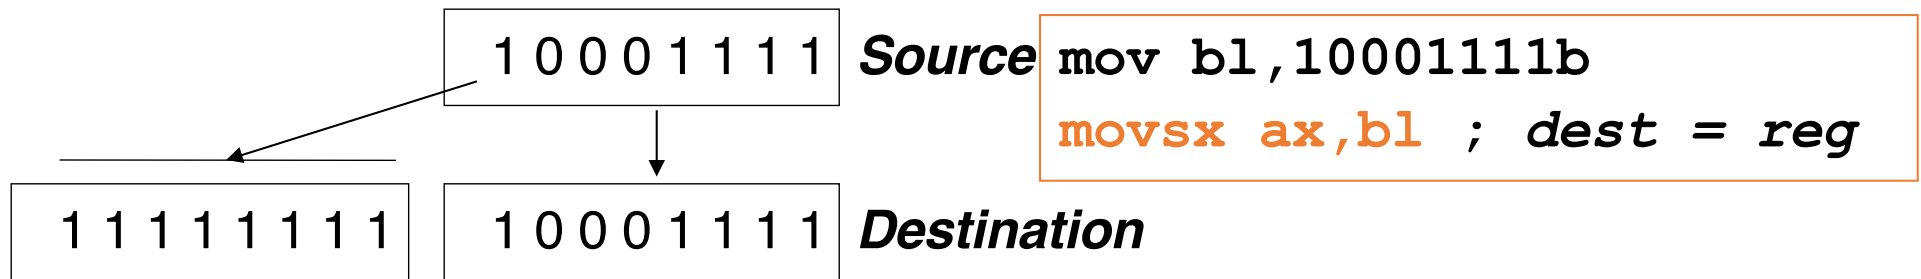 1 0 0 0 1 1 1 1 Source
mov bl,10001111b
movsx ax,bl ; dest = reg
1 1 1 1 1 1 1 1 1 0 0 0 1 1 1 1 Destination